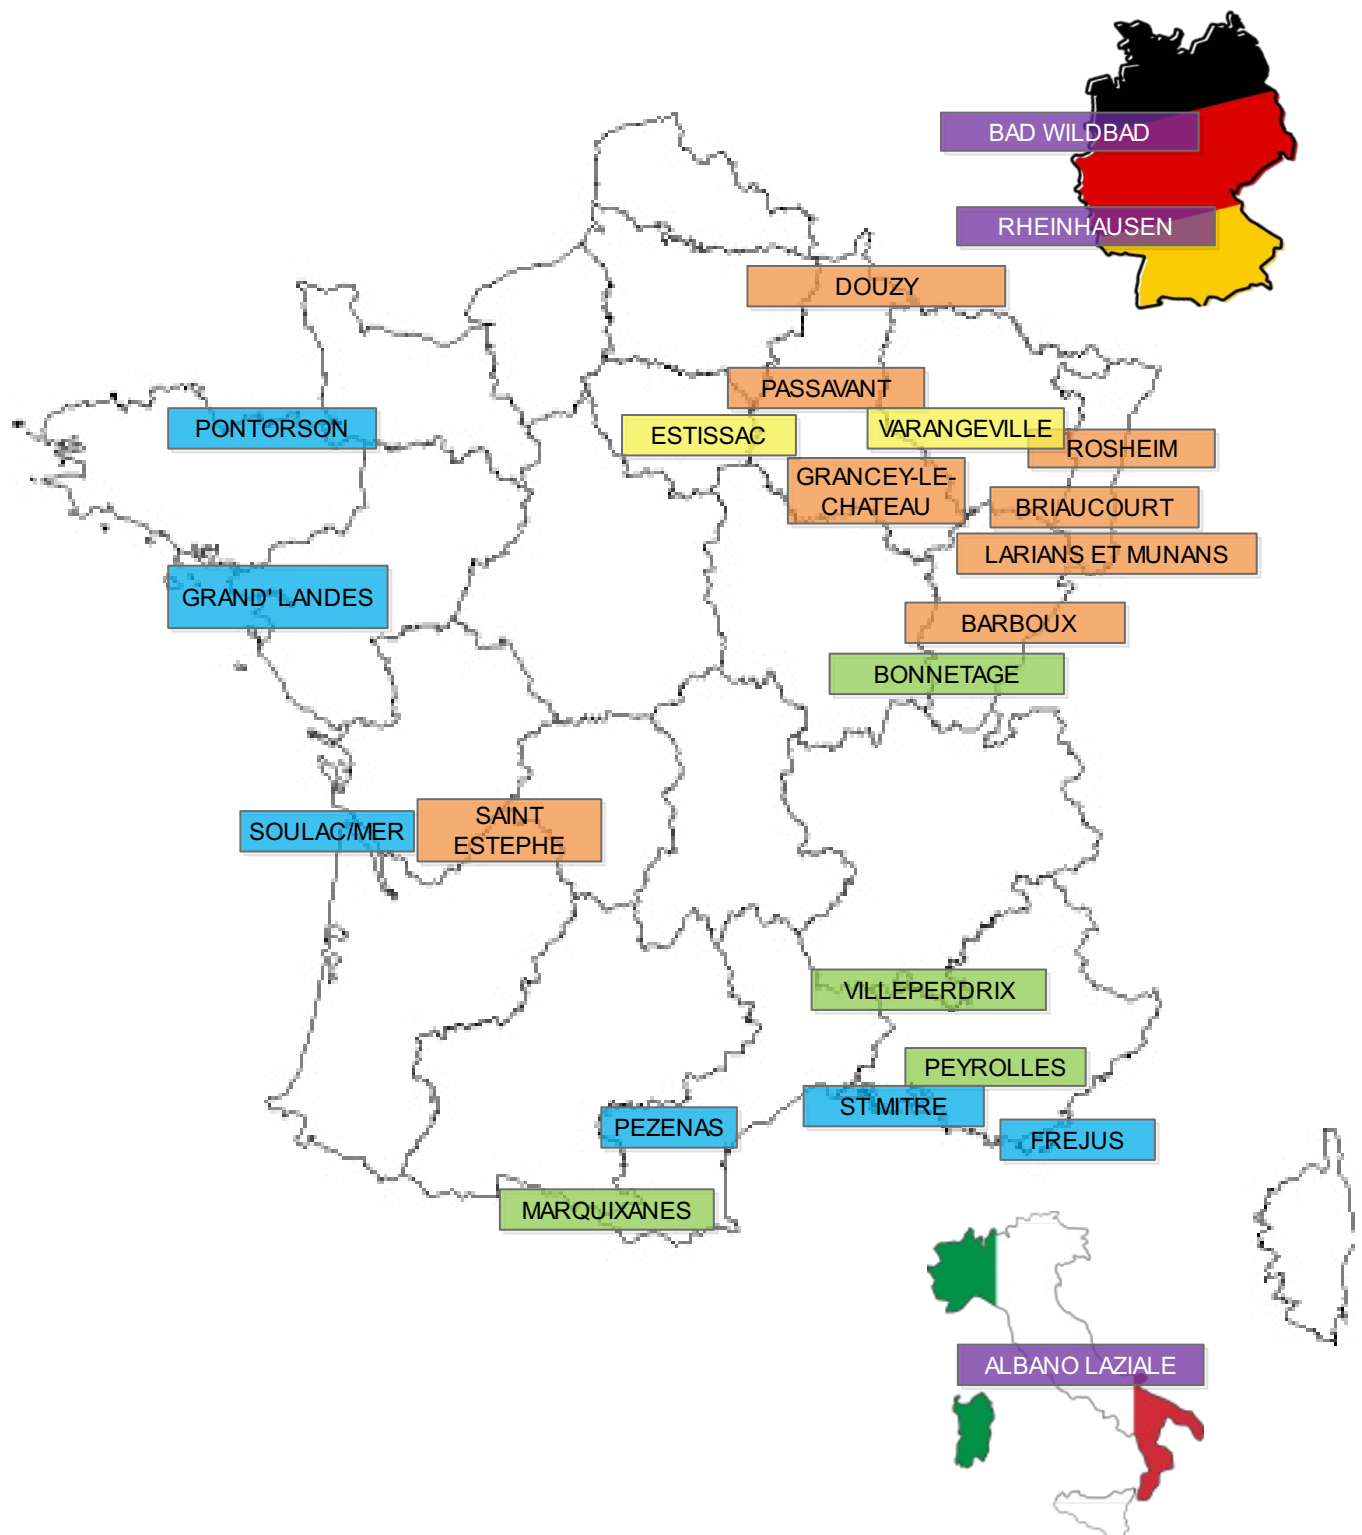 BAD WILDBAD
RHEINHAUSEN
DOUZY
PASSAVANT
PONTORSON
ESTISSAC
VARANGEVILLE
ROSHEIM
GRANCEY-LE-
CHATEAU
BRIAUCOURT
LARIANS ET MUNANS
GRAND' LANDES
BARBOUX
BONNETAGE
SOULAC/MER
SAINT
ESTEPHE
VILLEPERDRIX
PEYROLLES
ST MITRE
PEZENAS
FREJUS
MARQUIXANES
ALBANO LAZIALE